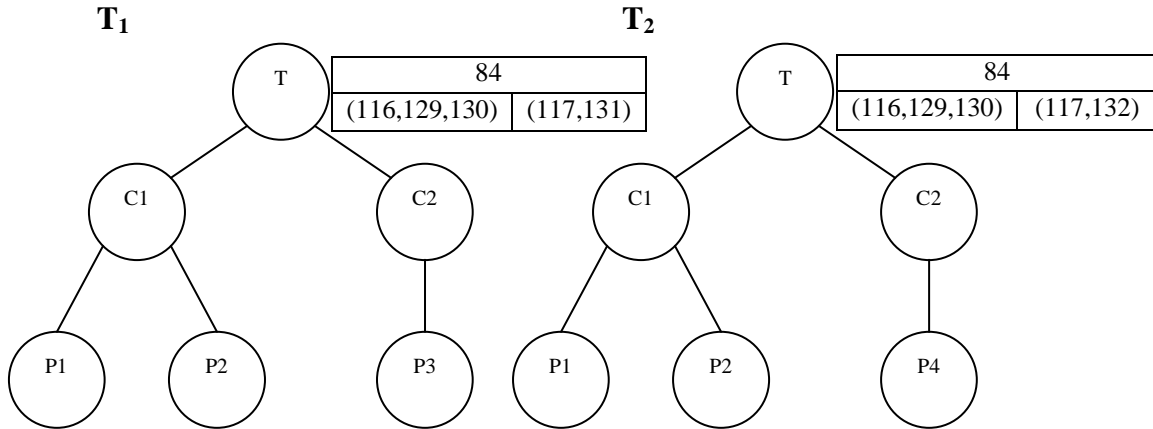 T₁ T₂
T 84 T 84
(116,129,130) (117,131) (116,129,130) (117,132)
C1 C2 C1 C2
P1 P2 P3 P1 P2 P4